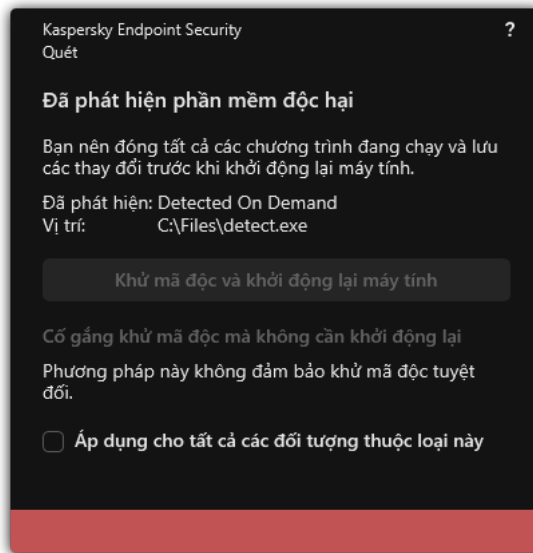 Kaspersky Endpoint Security
?
Quét
Đã phát hiện phần mềm độc hại
Bạn nên đóng tất cả các chương trình đang chạy và lưu
các thay đổi trước khi khởi động lại máy tính.
Đã phát hiện: Detected On Demand
Vị trí: C:\Files\detect.exe
Khử mã độc và khởi động lại máy tính
Cố gắng khử mã độc mà không cần khởi động lại
Phương pháp này không đảm bảo khử mã độc tuyệt
đối.
Áp dụng cho tất cả các đối tượng thuộc loại này